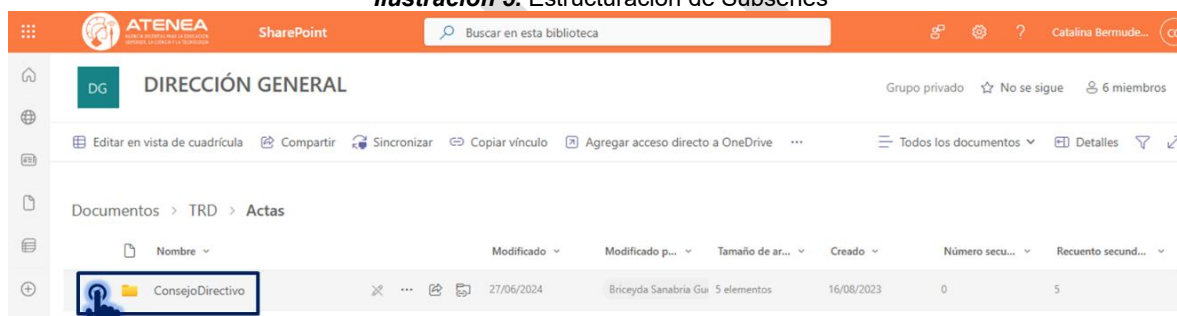 Ilustración 5. Estructuración de Subseries
ATENEA
SharePoint
Buscar en esta biblioteca
Catalina Bermude...
DG
DIRECCIÓN GENERAL
Grupo privado No se sigue 6 miembros
Editar en vista de cuadrícula Compartir Sincronizar Copiar vínculo Agregar acceso directo a OneDrive ... Todos los documentos Detalles
Documentos > TRD > Actas
Nombre Modificado Modificado p... Tamaño de ar... Creado Número secu... Recuento secund...
ConsejoDirectivo ... 27/06/2024 Briceyda Sanabria Gu 5 elementos 16/08/2023 0 5